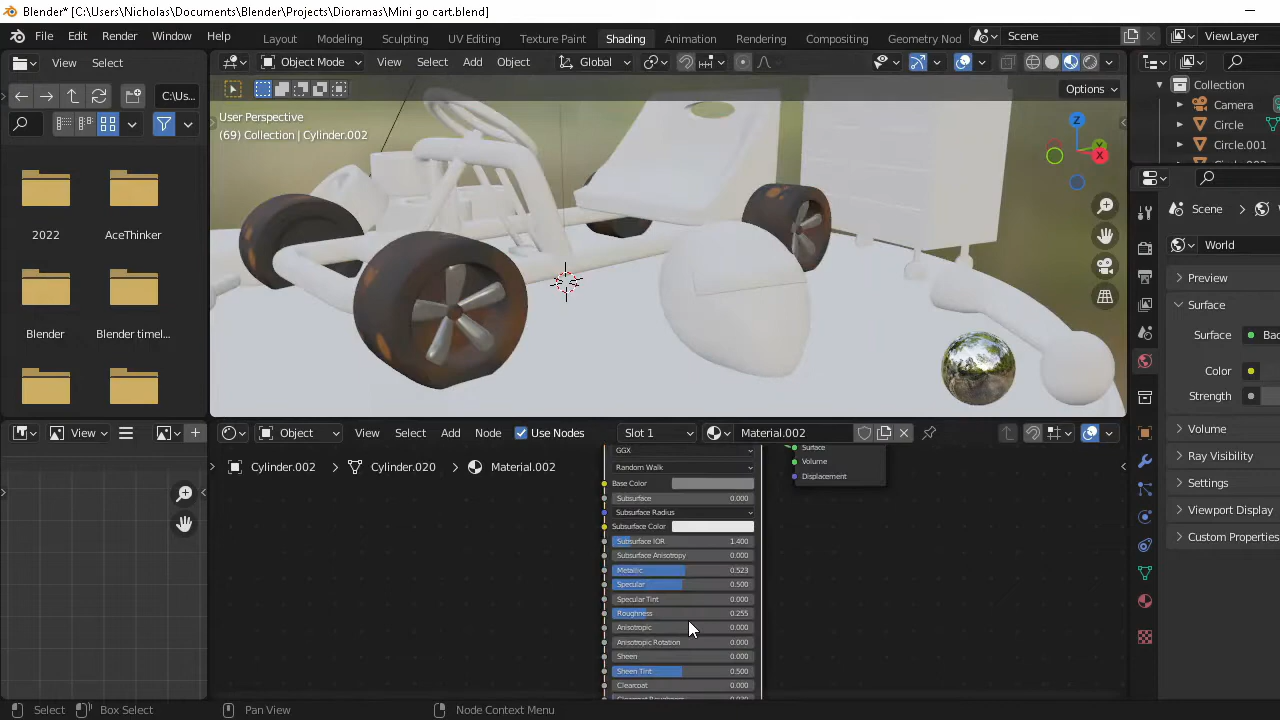 Blender* [C:\Users\Nicholas\Documents\Blender\Projects\Dioramas\Mini go cart.blend]
File Edit Render Window Help
Layout Modeling Sculpting UV Editing Texture Paint Shading Animation Rendering Compositing Geometry Nod
Scene
ViewLayer
View Select
Object Mode View Select Add Object Global
C:\Us...
Options
User Perspective
(69) Collection | Cylinder.002
Z
Y
X
2022
AceThinker
Blender
Blender timel...
Collection
Camera
Circle
Circle.001
Scene
World
Preview
Surface
Surface
Bac
Color
Strength
Volume
Ray Visibility
Settings
Viewport Display
Custom Properties
View
Object View Select Add Node Use Nodes Slot 1 Material.002
Cylinder.002 Cylinder.020 Material.002
Surface
Volume
Displacement
GGX
Random Walk
Base Color
Subsurface 0.000
Subsurface Radius
Subsurface Color
Subsurface IOR 1.400
Subsurface Anisotropy 0.000
Metallic 0.523
Specular 0.500
Specular Tint 0.000
Roughness 0.255
Anisotropic 0.000
Anisotropic Rotation 0.000
Sheen 0.000
Sheen Tint 0.500
Clearcoat 0.000
Select Box Select Pan View Node Context Menu